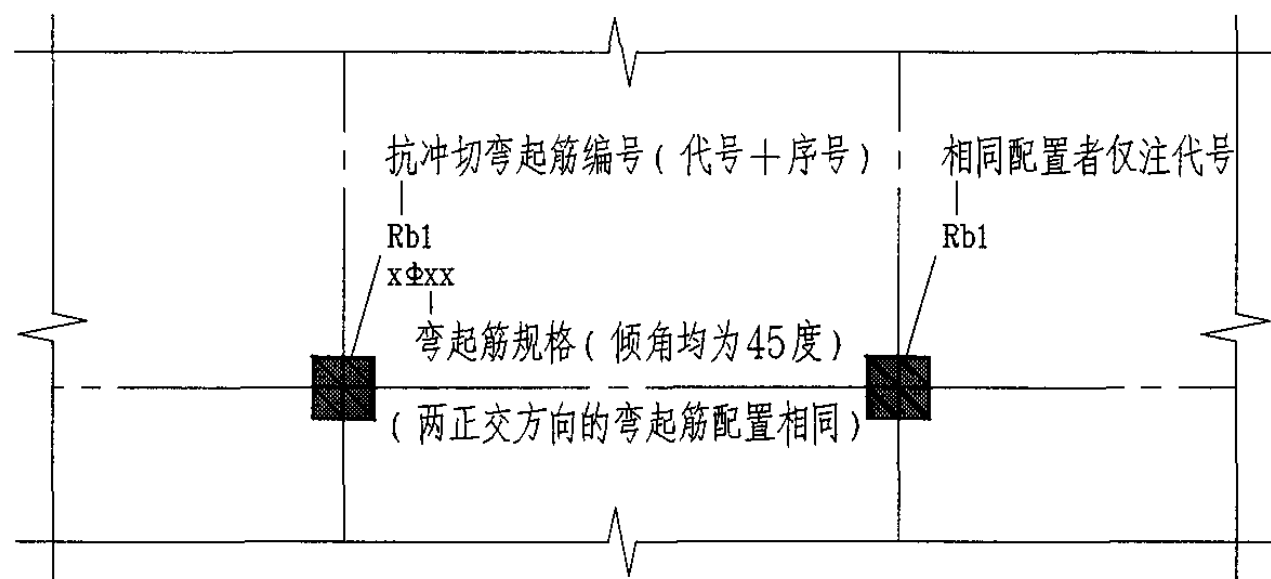 抗冲切弯起筋编号(代号+序号)
相同配置者仅注代号
Rb1
Rb1
xΦxx
弯起筋规格(倾角均为45度)
(两正交方向的弯起筋配置相同)